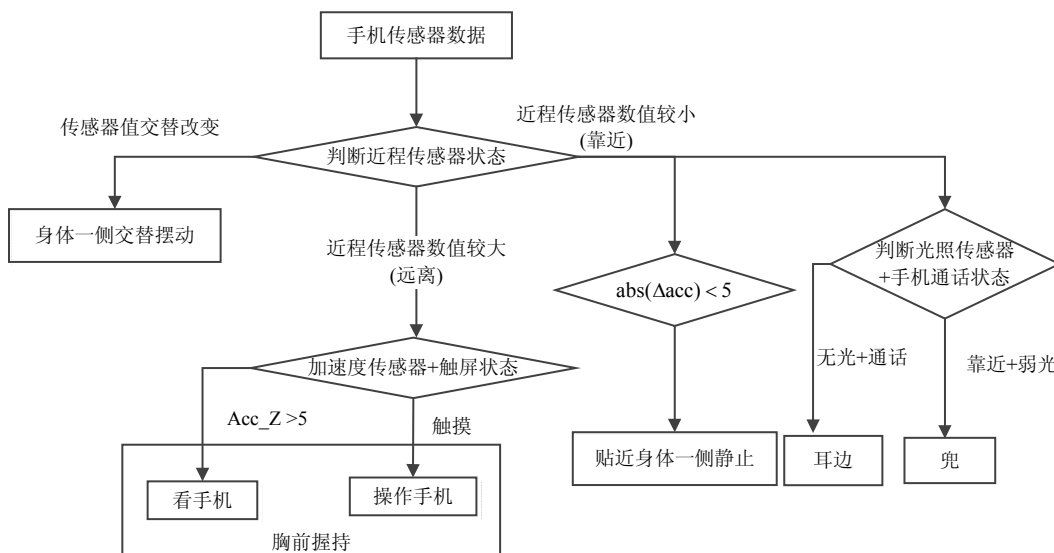 手机传感器数据
传感器值交替改变
近程传感器数值较小
(靠近)
判断近程传感器状态
身体一侧交替摆动
近程传感器数值较大
(远离)
abs(Δacc) < 5
判断光照传感器
+手机通话状态
加速度传感器+触屏状态
无光+通话
靠近+弱光
Acc_Z >5
触摸
贴近身体一侧静止
耳边
兜
看手机
操作手机
胸前握持